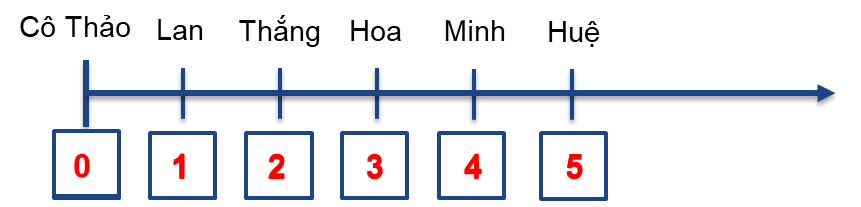 Cô Thảo Lan Thắng Hoa Minh Huệ
0 1 2 3 4 5